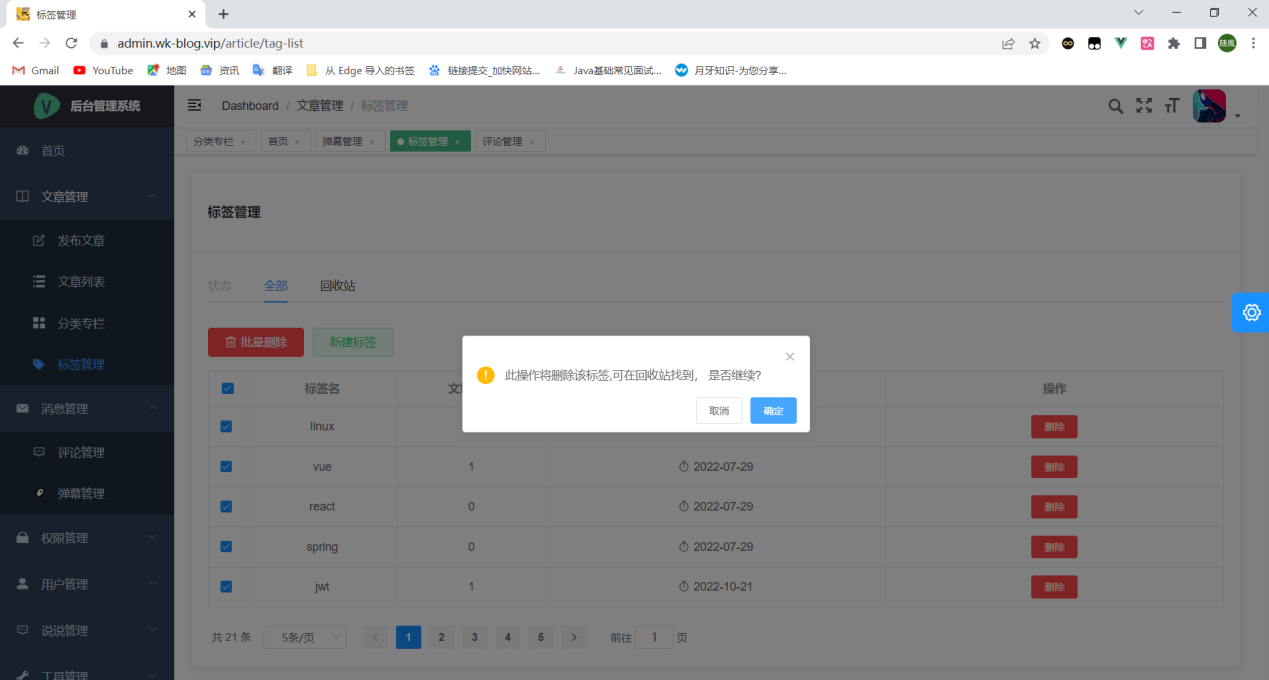 标签管理
admin.wk-blog.vip/article/tag-list
随風
Gmail
YouTube
地图
资讯
翻译
从 Edge 导入的书签
链接提交_加快网站...
Java基础常见面试...
月牙知识-为您分享...
V
后台管理系统
Dashboard / 文章管理 / 标签管理
分类专栏 × 首页 × 弹幕管理 × 标签管理 × 评论管理 ×
首页
文章管理
发布文章
文章列表
分类专栏
标签管理
消息管理
评论管理
弹幕管理
权限管理
用户管理
说说管理
工具管理
标签管理
状态 全部 回收站
批量删除 新建标签
标签名 文 操作
linux 删除
vue 1 2022-07-29 删除
react 0 2022-07-29 删除
spring 0 2022-07-29 删除
jwt 1 2022-10-21 删除
此操作将删除该标签,可在回收站找到， 是否继续?
取消 确定
共 21 条 5条/页 1 2 3 4 5 前往 1 页